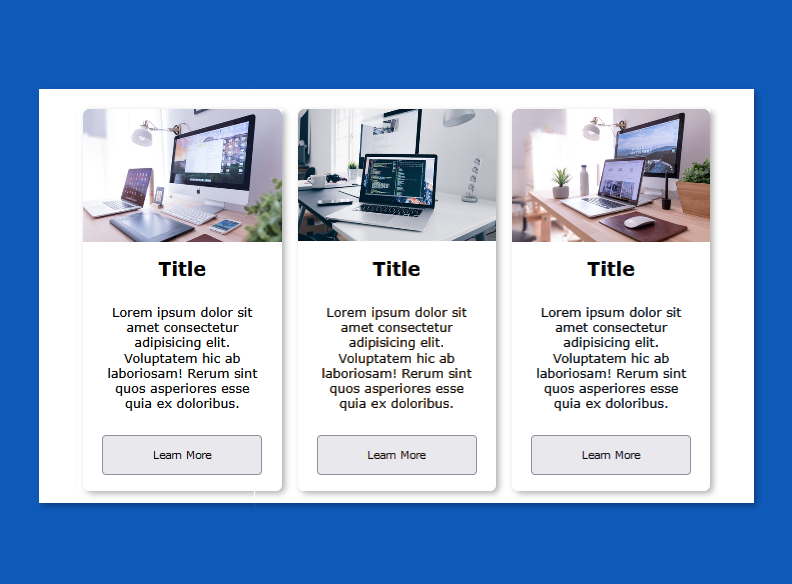 Title
Lorem ipsum dolor sit
amet consectetur
adipisicing elit.
Voluptatem hic ab
laboriosam! Rerum sint
quos asperiores esse
quia ex doloribus.
Learn More
Title
Lorem ipsum dolor sit
amet consectetur
adipisicing elit.
Voluptatem hic ab
laboriosam! Rerum sint
quos asperiores esse
quia ex doloribus.
Learn More
Title
Lorem ipsum dolor sit
amet consectetur
adipisicing elit.
Voluptatem hic ab
laboriosam! Rerum sint
quos asperiores esse
quia ex doloribus.
Learn More